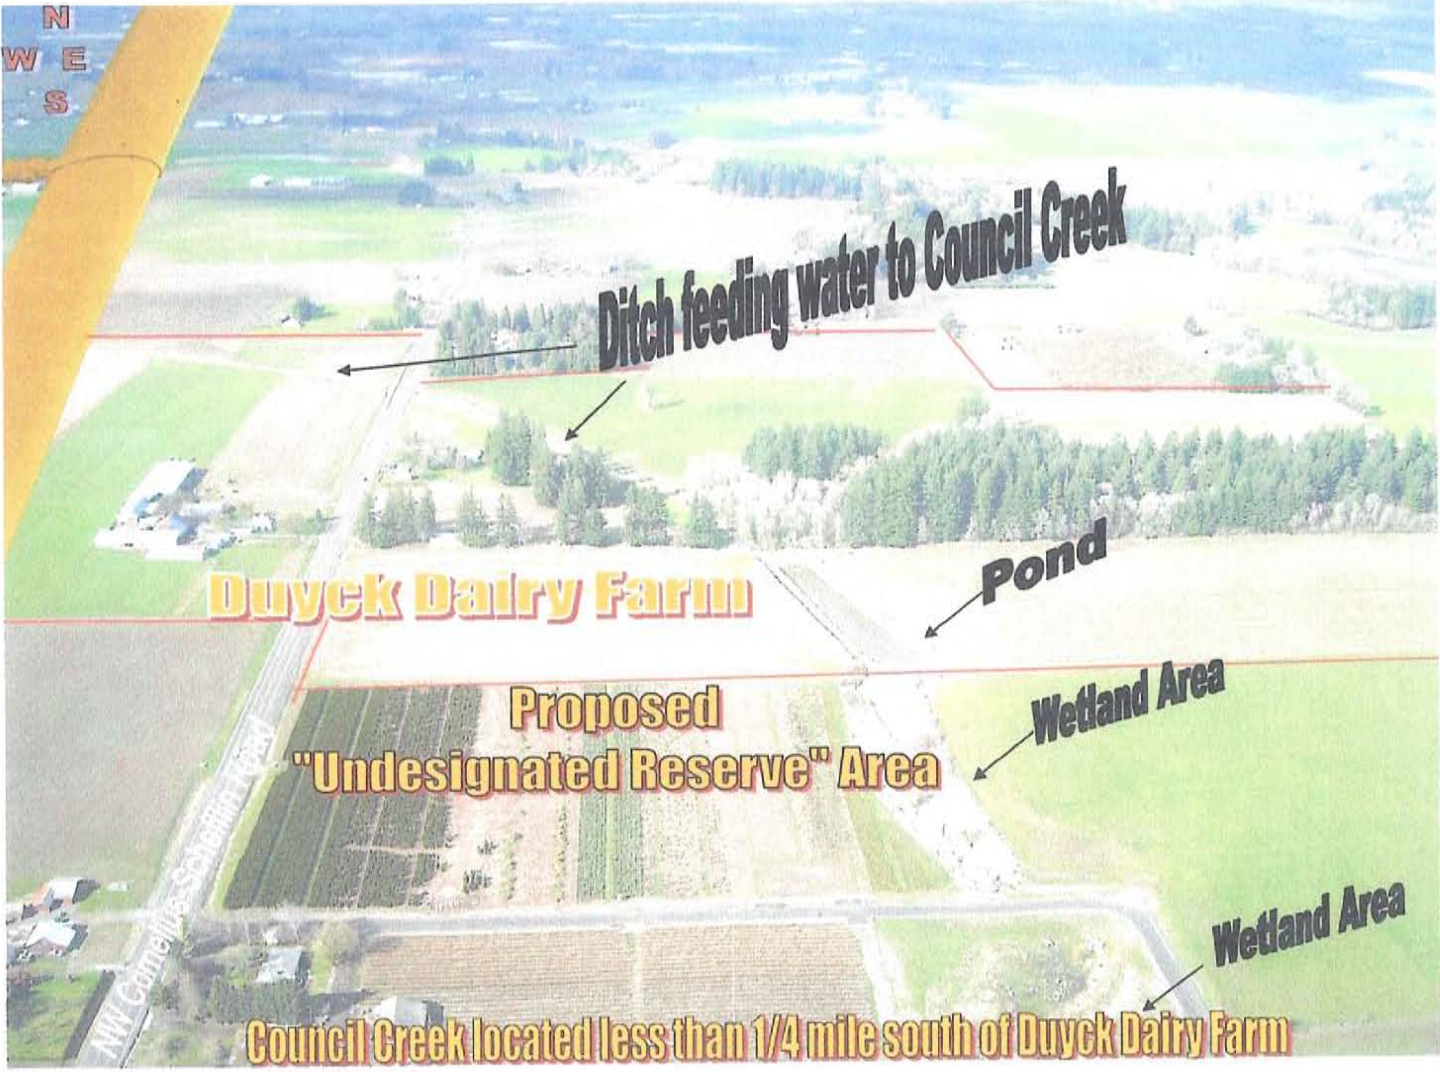 N
W E
S
Ditch feeding water to Council Creek
Duyck Dairy Farm
Pond
Wetland Area
Proposed
"Undesignated Reserve" Area
NW Cornelius-Schefflin Road
Wetland Area
Council Creek located less than 1/4 mile south of Duyck Dairy Farm